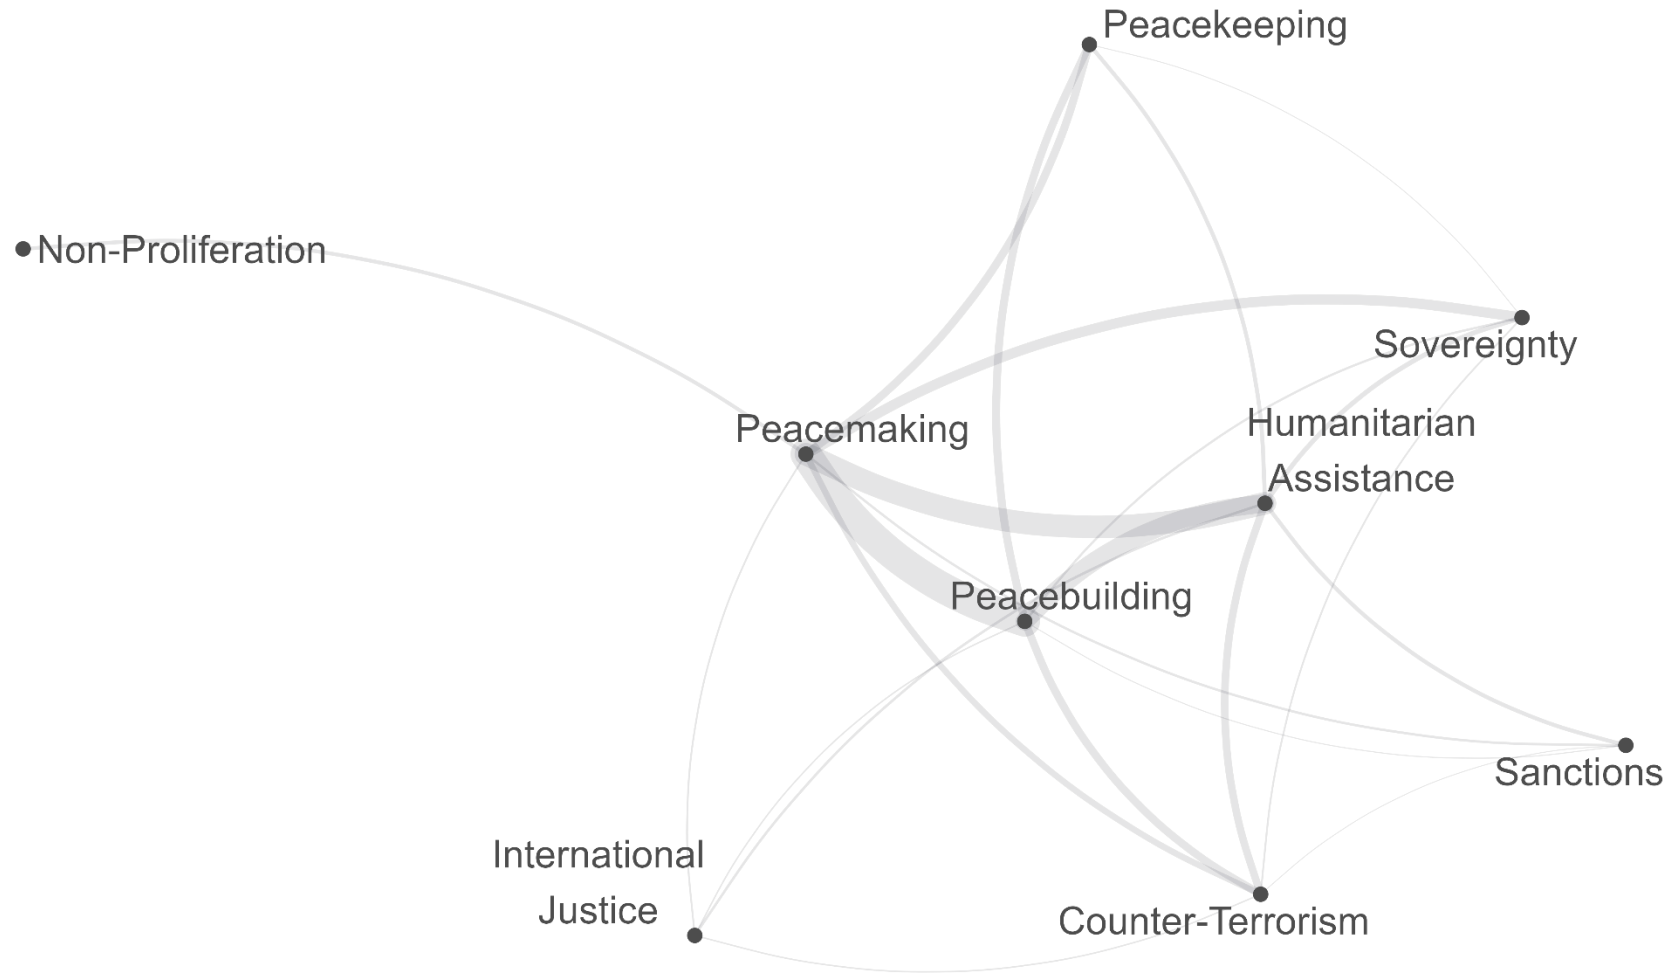 Peacekeeping
Non-Proliferation
Sovereignty
Peacemaking
Humanitarian
Assistance
Peacebuilding
Sanctions
International
Justice
Counter-Terrorism